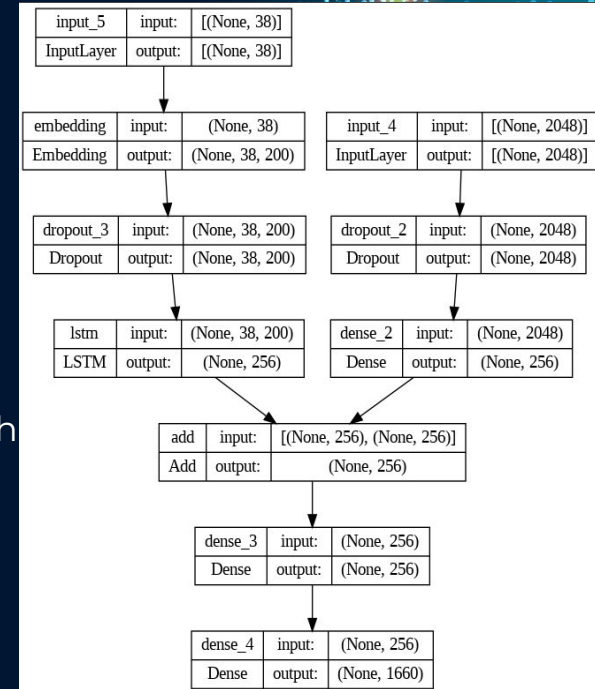 input_5 input: [(None, 38)]
InputLayer output: [(None, 38)]
embedding input: (None, 38)
Embedding output: (None, 38, 200)
input_4 input: [(None, 2048)]
InputLayer output: [(None, 2048)]
dropout_3 input: (None, 38, 200)
Dropout output: (None, 38, 200)
dropout_2 input: (None, 2048)
Dropout output: (None, 2048)
lstm input: (None, 38, 200)
LSTM output: (None, 256)
dense_2 input: (None, 2048)
Dense output: (None, 256)
h
add input: [(None, 256), (None, 256)]
Add output: (None, 256)
dense_3 input: (None, 256)
Dense output: (None, 256)
dense_4 input: (None, 256)
Dense output: (None, 1660)